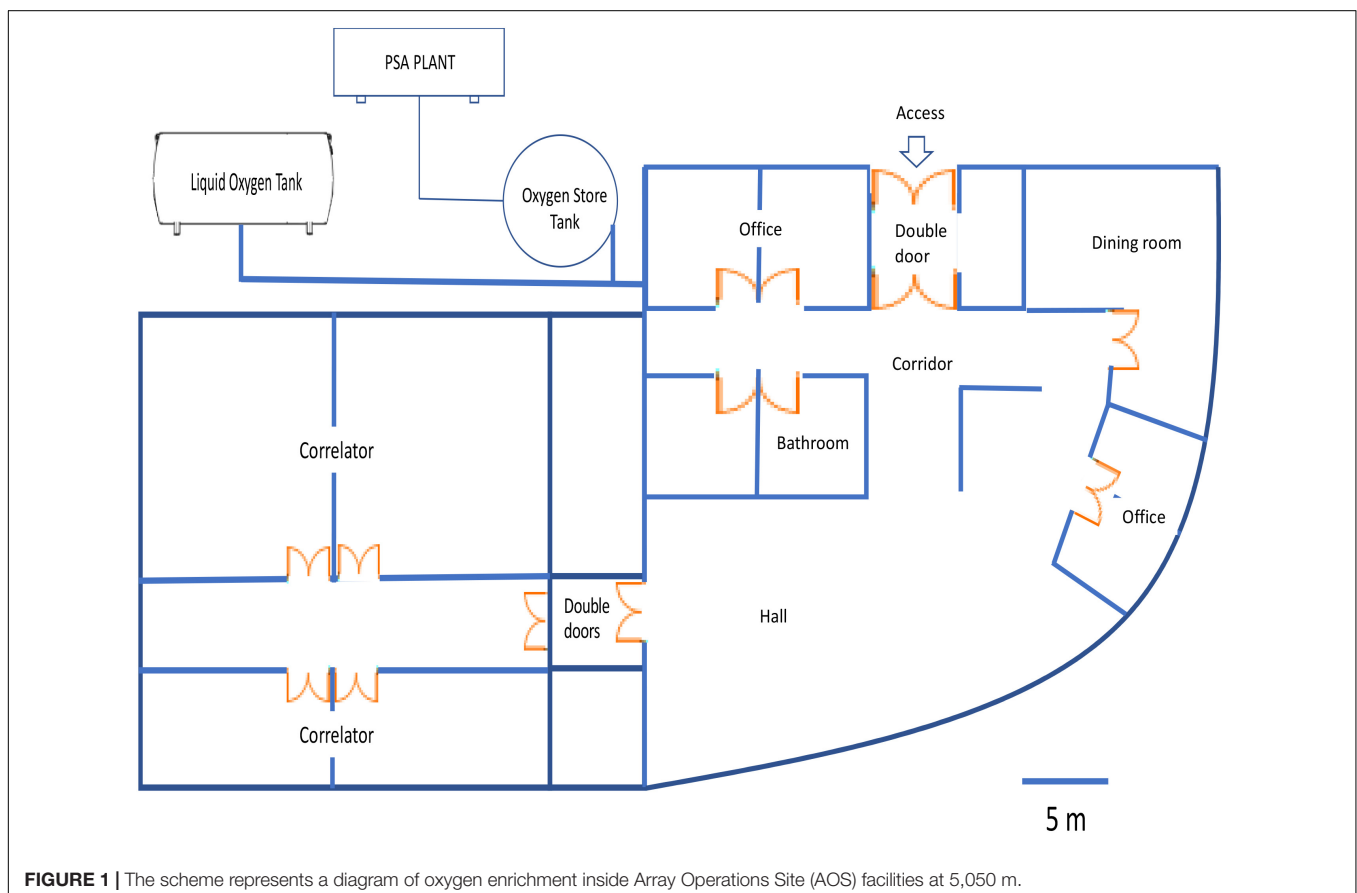 PSA PLANT
Access
Liquid Oxygen Tank
Oxygen Store
Tank
Office
Double
door
Dining room
Corridor
Correlator
Bathroom
Office
Double
doors
Hall
Correlator
5 m
FIGURE 1 | The scheme represents a diagram of oxygen enrichment inside Array Operations Site (AOS) facilities at 5,050 m.